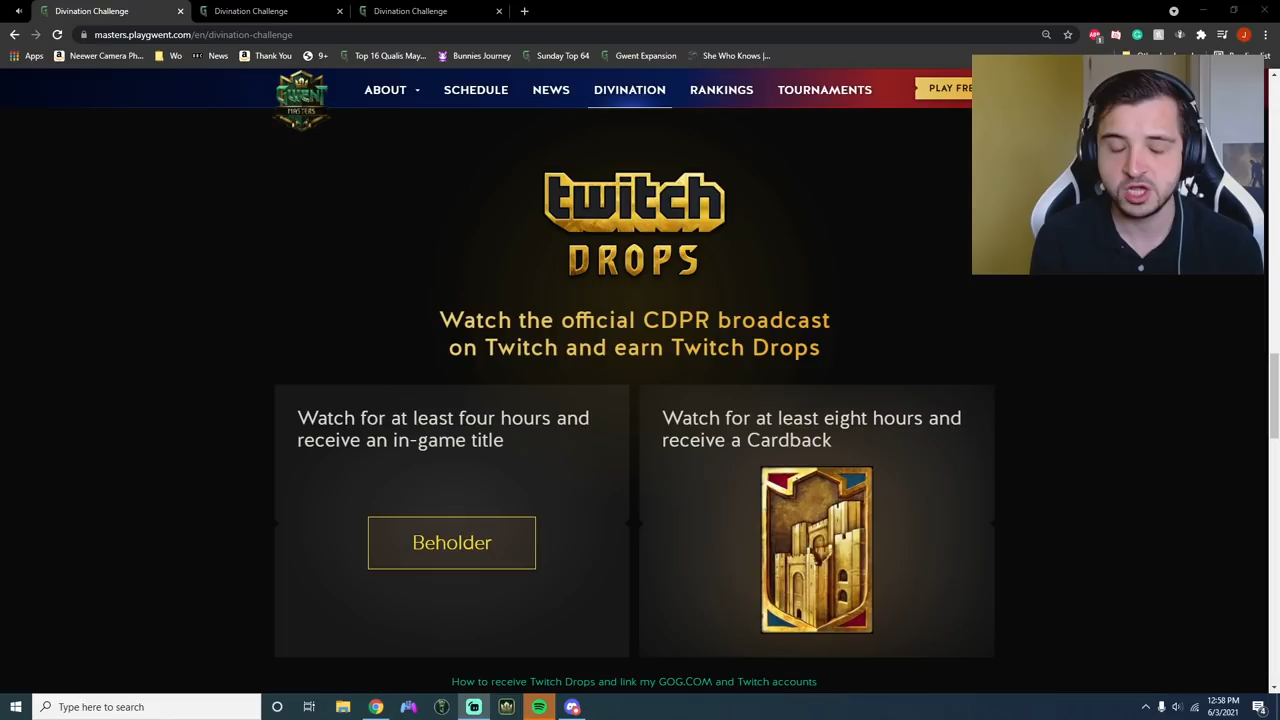 Divination Challenge
Divination Challenge
Divination Challenge
masters.playgwent.com/en/divination-challenge
Apps
Newer Camera Ph...
Wo
News
9+
Top 16 Qualis May...
Bunnies Journey
Sunday Top 64
Gwent Expansion
She Who Knows |...
GWENT
MASTERS
ABOUT
SCHEDULE
NEWS
DIVINATION
RANKINGS
TOURNAMENTS
PLAY FRE
twitch
DROPS
Watch the official CDPR broadcast
on Twitch and earn Twitch Drops
Watch for at least four hours and
receive an in-game title
Beholder
Watch for at least eight hours and
receive a Cardback
How to receive Twitch Drops and link my GOG.COM and Twitch accounts
Type here to search
12:58 PM
6/3/2021